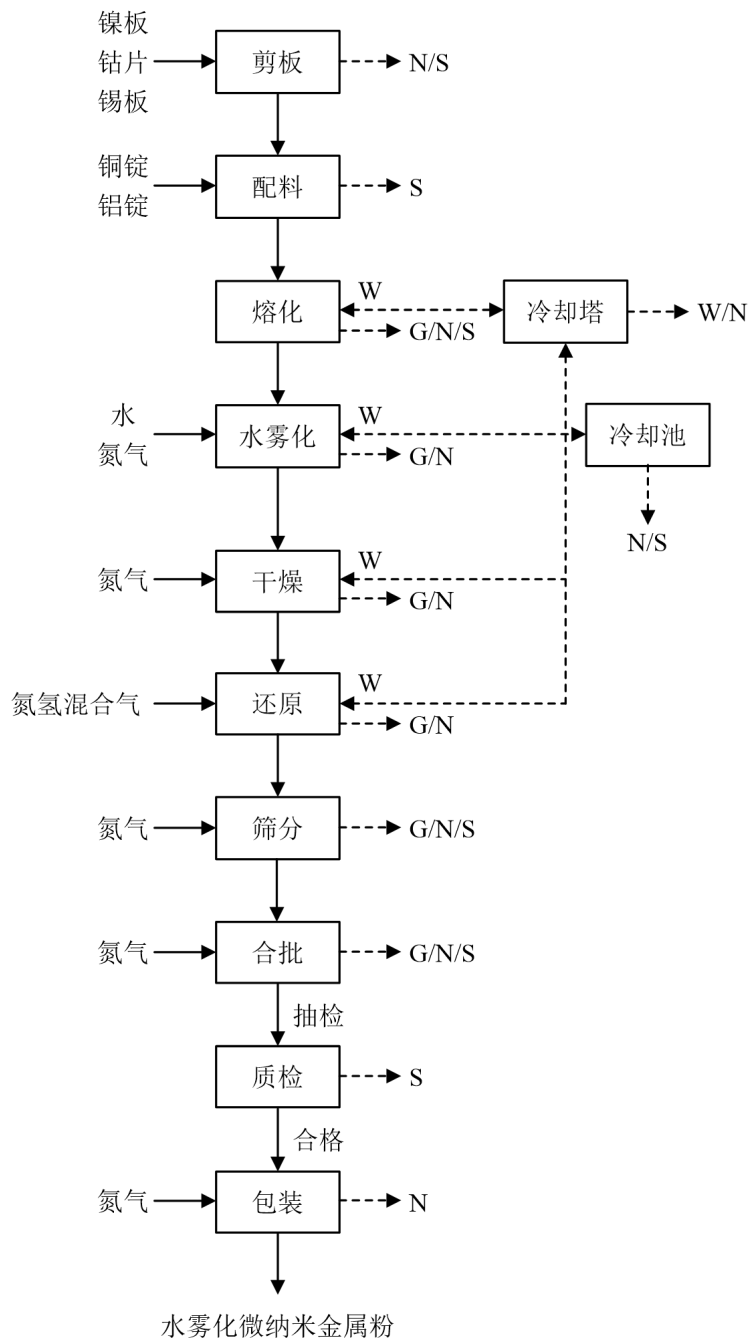 镍板
钴片
锡板
剪板
N/S
铜锭
铝锭
配料
S
熔化
W
G/N/S
冷却塔
W/N
水
氮气
水雾化
W
G/N
冷却池
N/S
氮气
干燥
W
G/N
氮氢混合气
还原
W
G/N
氮气
筛分
G/N/S
氮气
合批
G/N/S
抽检
质检
S
合格
氮气
包装
N
水雾化微纳米金属粉